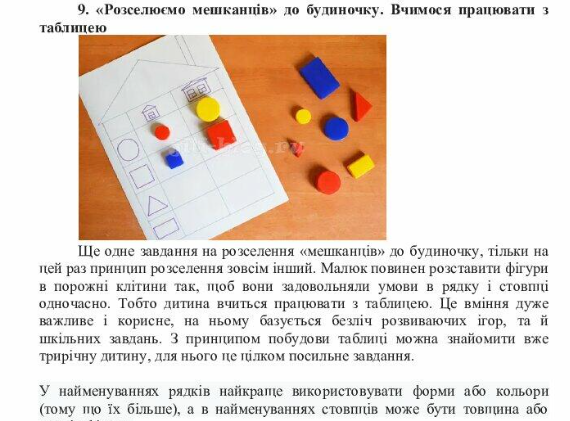 9. «Розселюємо мешканців» до будиночку. Вчимося працювати з
таблицею
Ще одне завдання на розселення «мешканців» до будиночку, тільки на
цей раз принцип розселення зовсім інший. Малюк повинен розставити фігури
в порожні клітини так, щоб вони задовольняли умови в рядку і стовпці
одночасно. Тобто дитина вчиться працювати з таблицею. Це вміння дуже
важливе і корисне, на ньому базується безліч розвиваючих ігор, та й
шкільних завдань. З принципом побудови таблиці можна знайомити вже
трирічну дитину, для нього це цілком посильне завдання.
У найменуваннях рядків найкраще використовувати форми або кольори
(тому що їх більше), а в найменуваннях стовпців може бути товщина або